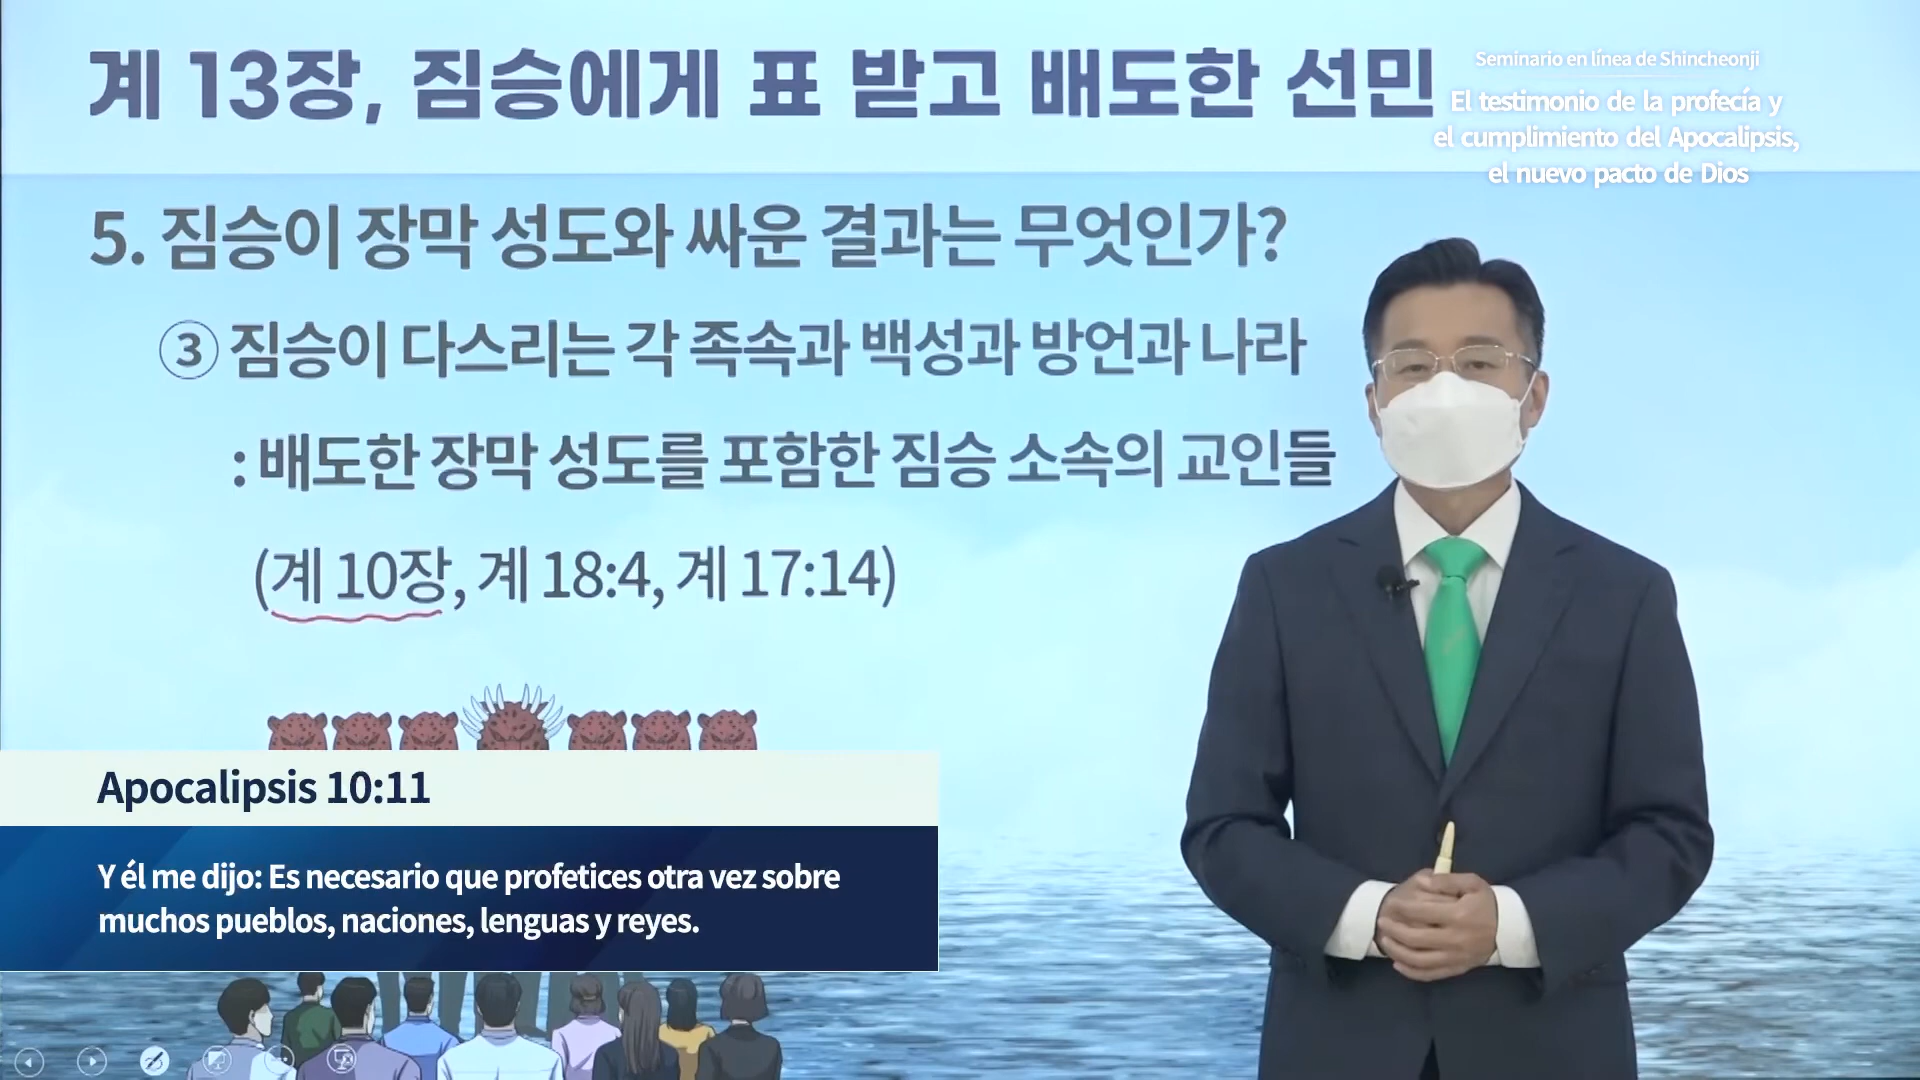 계 13장, 짐승에게 표 받고 배도한 선민
Seminario en línea de Shincheonji
El testimonio de la profecía y
el cumplimiento del Apocalipsis,
el nuevo pacto de Dios
5. 짐승이 장막 성도와 싸운 결과는 무엇인가?
③ 짐승이 다스리는 각 족속과 백성과 방언과 나라
: 배도한 장막 성도를 포함한 짐승 소속의 교인들
(계 10장, 계 18:4, 계 17:14)
Apocalipsis 10:11
Y él me dijo: Es necesario que profetices otra vez sobre
muchos pueblos, naciones, lenguas y reyes.